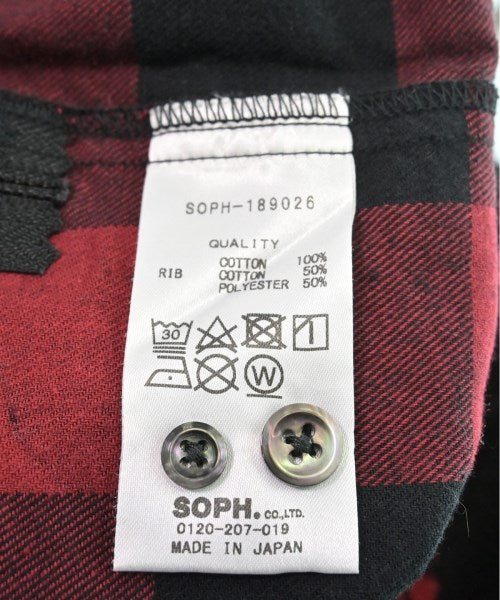 SOPH-189026
QUALITY
COTTON 100%
RIB COTTON 50%
POLYESTER 50%
30
W
SOPH. CO.,LTD.
0120-207-019
MADE IN JAPAN